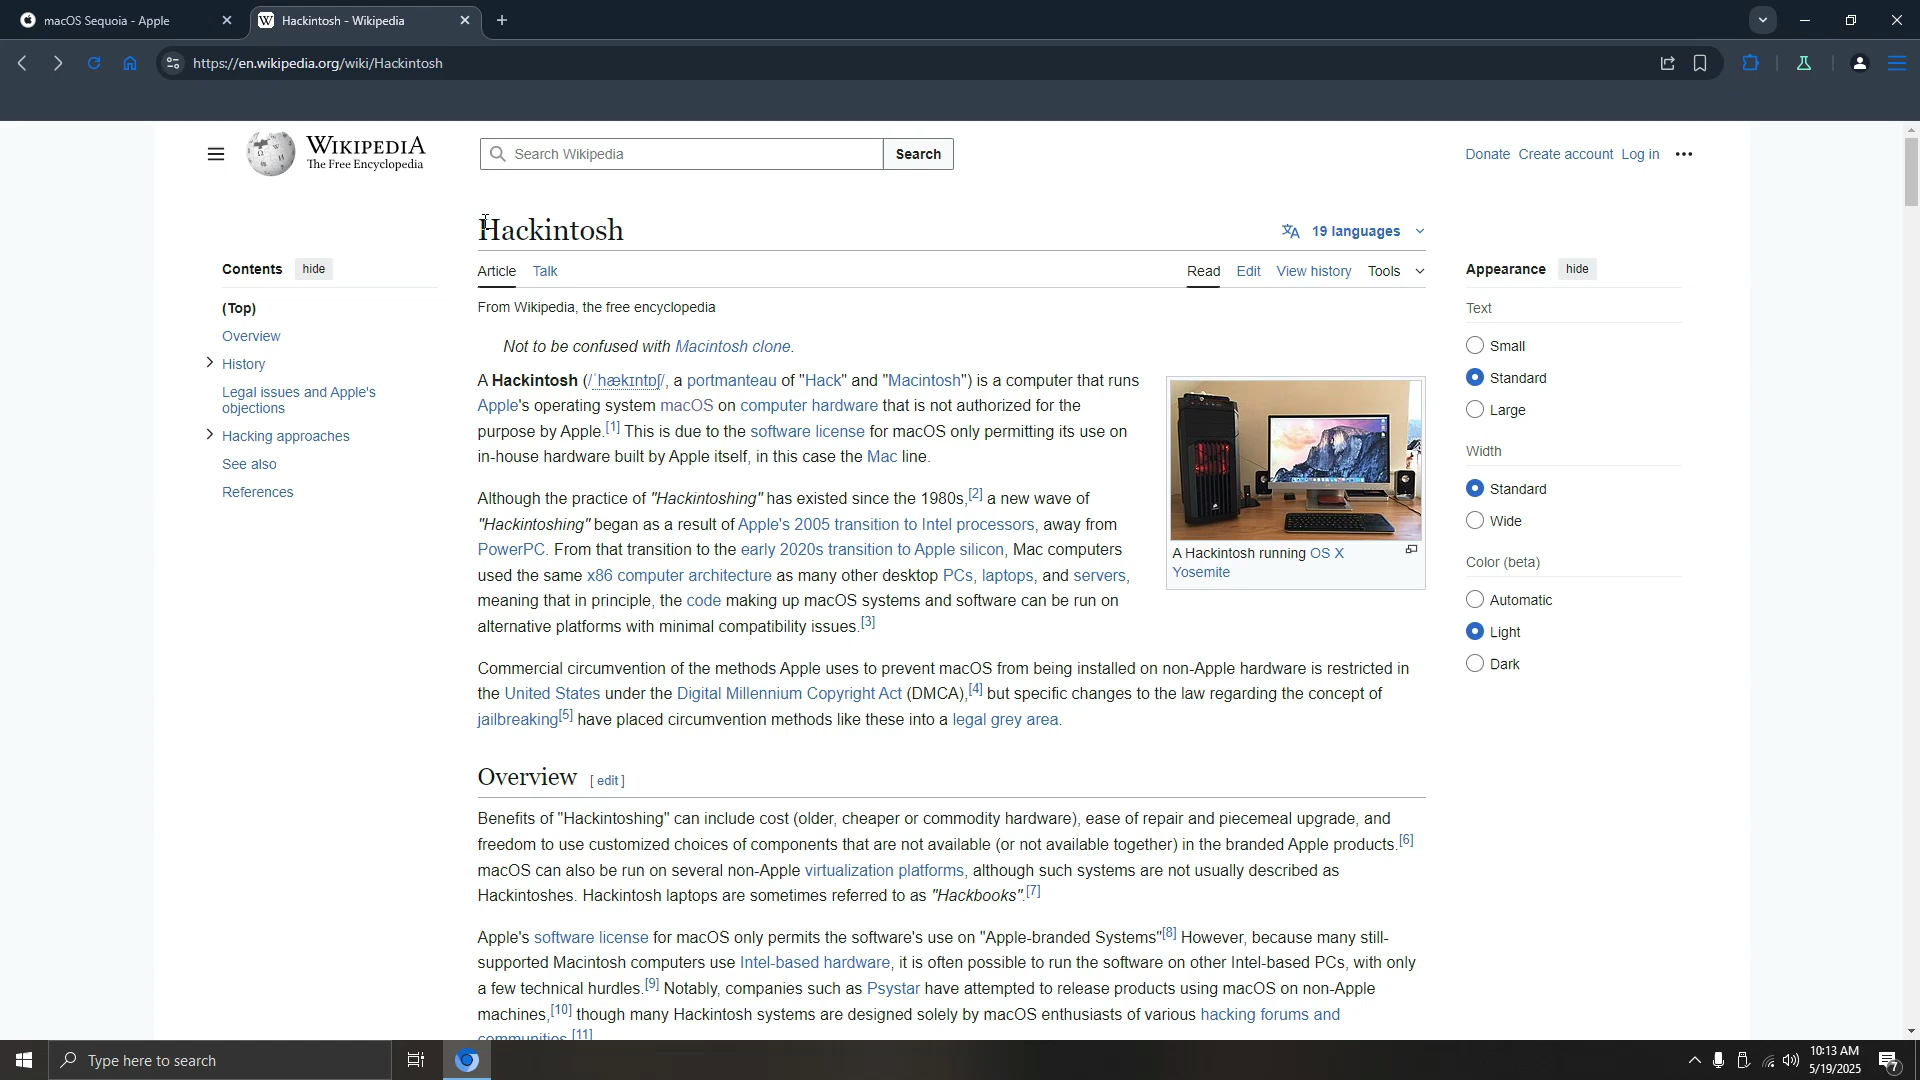 macOS Sequoia - Apple
Hackintosh - Wikipedia
https://en.wikipedia.org/wiki/Hackintosh
WIKIPEDIA
The Free Encyclopedia
Search Wikipedia
Search
Donate Create account Log in
Hackintosh
19 languages
Contents hide
(Top)
Overview
History
Legal issues and Apple's
objections
Hacking approaches
See also
References
Article Talk
Read Edit View history Tools
From Wikipedia, the free encyclopedia
Not to be confused with Macintosh clone.
A Hackintosh (/ˈhækɪntɒʃ/, a portmanteau of "Hack" and "Macintosh") is a computer that runs
Apple's operating system macOS on computer hardware that is not authorized for the
purpose by Apple.[1] This is due to the software license for macOS only permitting its use on
in-house hardware built by Apple itself, in this case the Mac line.
Although the practice of "Hackintoshing" has existed since the 1980s,[2] a new wave of
"Hackintoshing" began as a result of Apple's 2005 transition to Intel processors, away from
PowerPC. From that transition to the early 2020s transition to Apple silicon, Mac computers
used the same x86 computer architecture as many other desktop PCs, laptops, and servers,
meaning that in principle, the code making up macOS systems and software can be run on
alternative platforms with minimal compatibility issues.[3]
A Hackintosh running OS X
Yosemite
Commercial circumvention of the methods Apple uses to prevent macOS from being installed on non-Apple hardware is restricted in
the United States under the Digital Millennium Copyright Act (DMCA),[4] but specific changes to the law regarding the concept of
jailbreaking[5] have placed circumvention methods like these into a legal grey area.
Overview [ edit ]
Benefits of "Hackintoshing" can include cost (older, cheaper or commodity hardware), ease of repair and piecemeal upgrade, and
freedom to use customized choices of components that are not available (or not available together) in the branded Apple products.[6]
macOS can also be run on several non-Apple virtualization platforms, although such systems are not usually described as
Hackintoshes. Hackintosh laptops are sometimes referred to as "Hackbooks".[7]
Apple's software license for macOS only permits the software's use on "Apple-branded Systems"[8] However, because many still-
supported Macintosh computers use Intel-based hardware, it is often possible to run the software on other Intel-based PCs, with only
a few technical hurdles.[9] Notably, companies such as Psystar have attempted to release products using macOS on non-Apple
machines,[10] though many Hackintosh systems are designed solely by macOS enthusiasts of various hacking forums and
communities.[11]
Appearance hide
Text
Small
Standard
Large
Width
Standard
Wide
Color (beta)
Automatic
Light
Dark
Type here to search
10:13 AM
5/19/2025
7